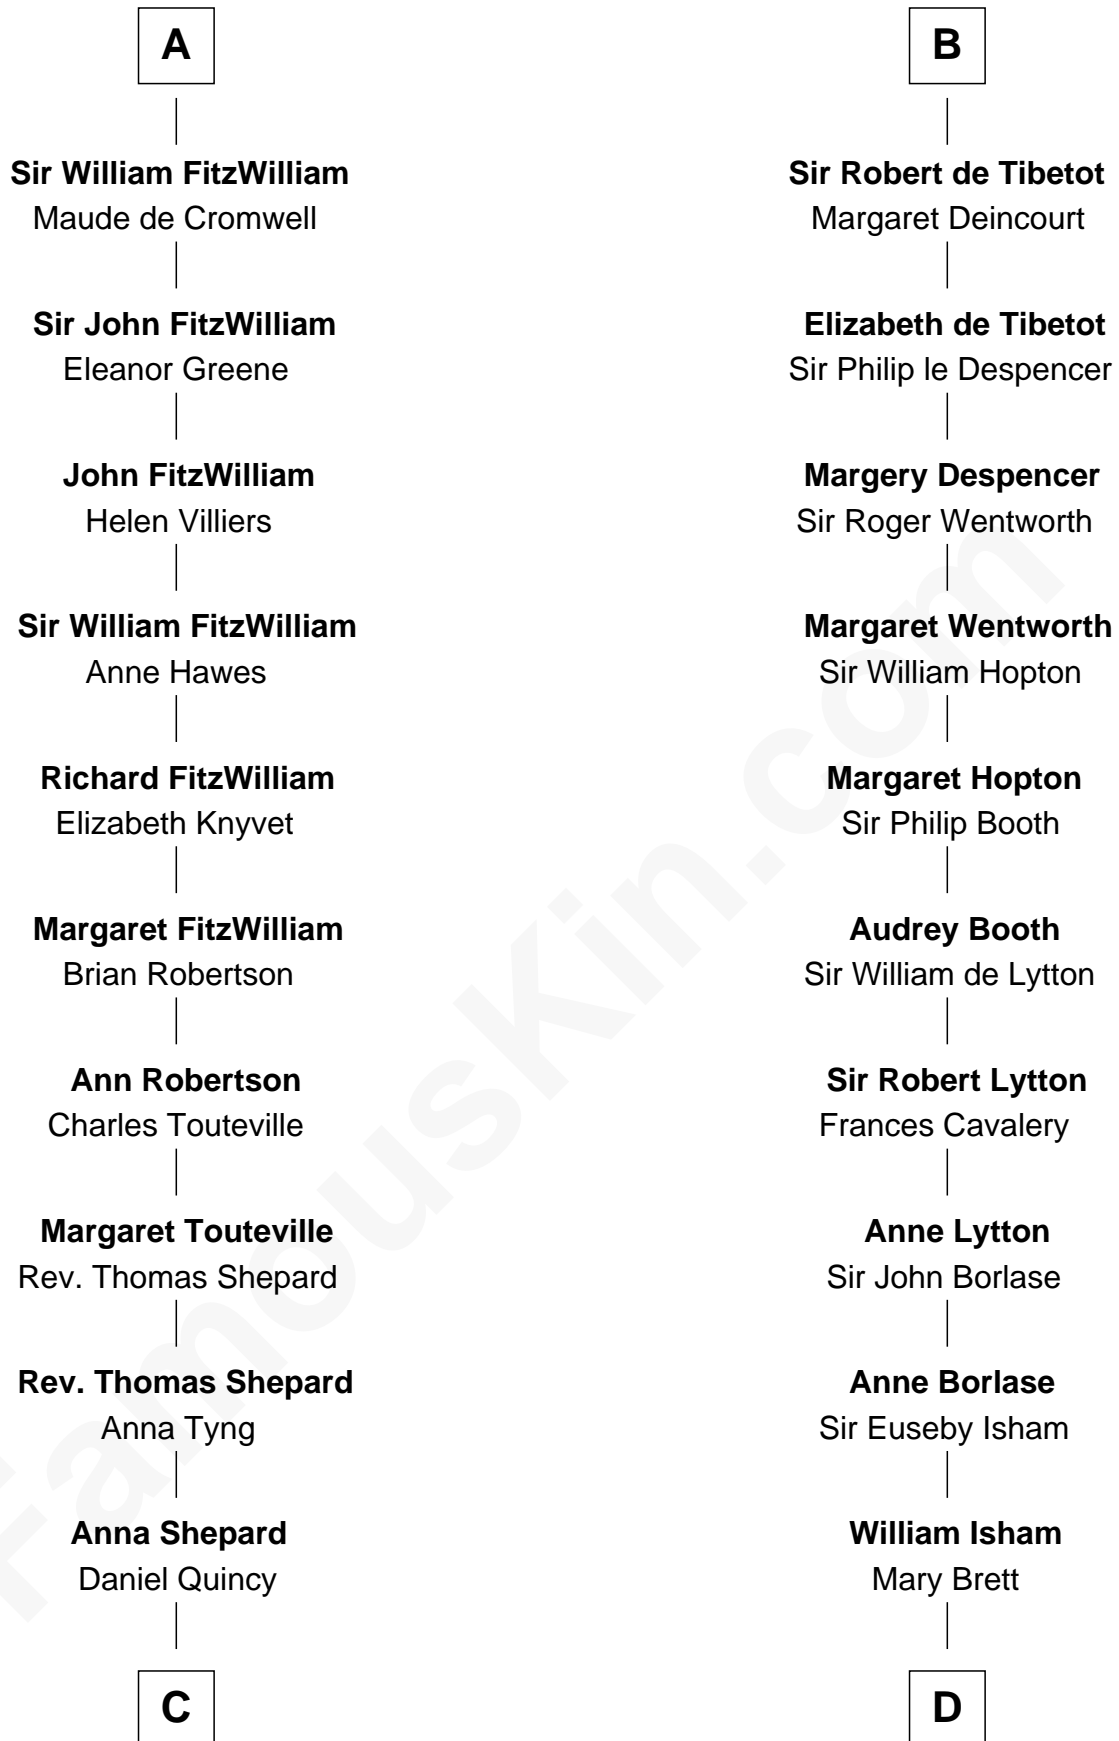 A
Sir William FitzWilliam
Maude de Cromwell
Sir John FitzWilliam
Eleanor Greene
John FitzWilliam
Helen Villiers
Sir William FitzWilliam
Anne Hawes
Richard FitzWilliam
Elizabeth Knyvet
Margaret FitzWilliam
Brian Robertson
Ann Robertson
Charles Touteville
Margaret Touteville
Rev. Thomas Shepard
Rev. Thomas Shepard
Anna Tyng
Anna Shepard
Daniel Quincy
C
B
Sir Robert de Tibetot
Margaret Deincourt
Elizabeth de Tibetot
Sir Philip le Despencer
Margery Despencer
Sir Roger Wentworth
Margaret Wentworth
Sir William Hopton
Margaret Hopton
Sir Philip Booth
Audrey Booth
Sir William de Lytton
Sir Robert Lytton
Frances Cavalery
Anne Lytton
Sir John Borlase
Anne Borlase
Sir Euseby Isham
William Isham
Mary Brett
D
FamousKin.com